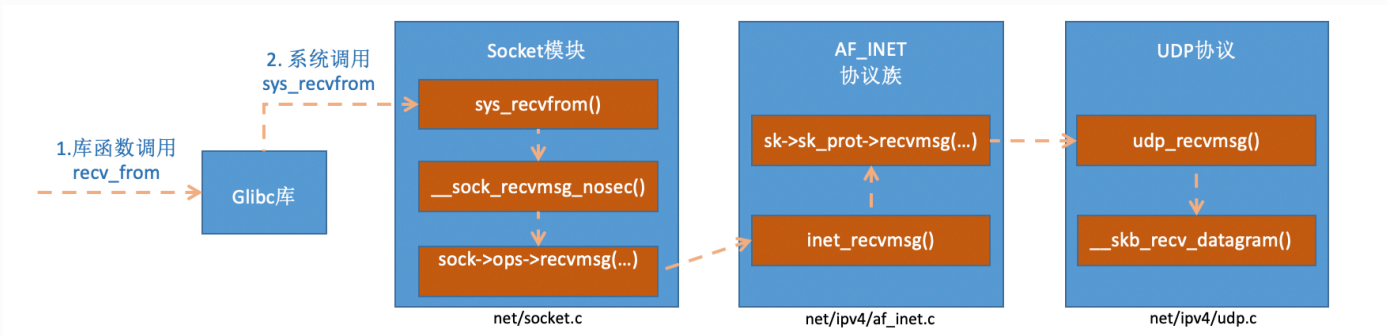 1.库函数调用
recv_from
Glibc库
2. 系统调用
sys_recvfrom
Socket模块
sys_recvfrom()
__sock_recvmsg_nosec()
sock->ops->recvmsg(…)
net/socket.c
AF_INET
协议族
sk->sk_prot->recvmsg(…)
inet_recvmsg()
net/ipv4/af_inet.c
UDP协议
udp_recvmsg()
__skb_recv_datagram()
net/ipv4/udp.c